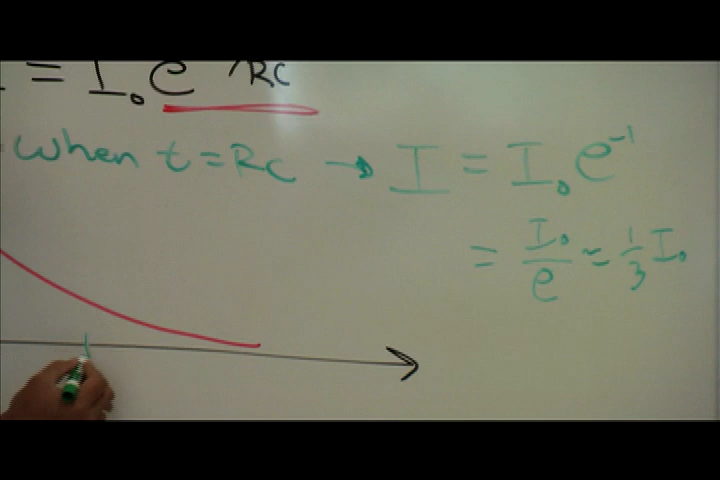 = I₀e /RC
when t = RC → I = I₀e⁻¹
= I₀/e ~ 1/3 I₀